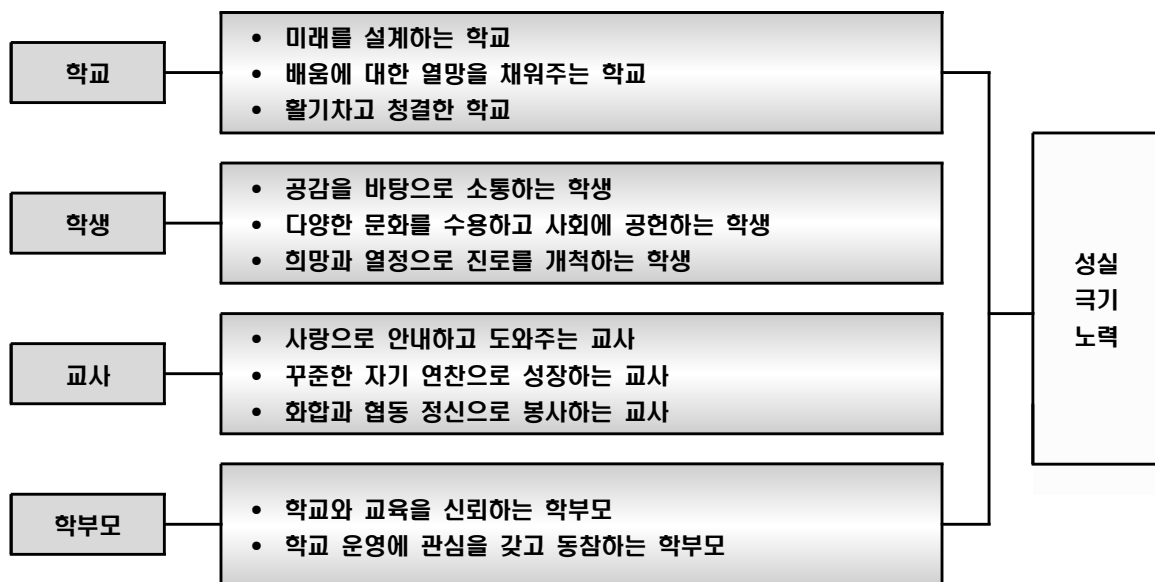 학교
• 미래를 설계하는 학교
• 배움에 대한 열망을 채워주는 학교
• 활기차고 청결한 학교
학생
• 공감을 바탕으로 소통하는 학생
• 다양한 문화를 수용하고 사회에 공헌하는 학생
• 희망과 열정으로 진로를 개척하는 학생
교사
• 사랑으로 안내하고 도와주는 교사
• 꾸준한 자기 연찬으로 성장하는 교사
• 화합과 협동 정신으로 봉사하는 교사
학부모
• 학교와 교육을 신뢰하는 학부모
• 학교 운영에 관심을 갖고 동참하는 학부모
성실
극기
노력